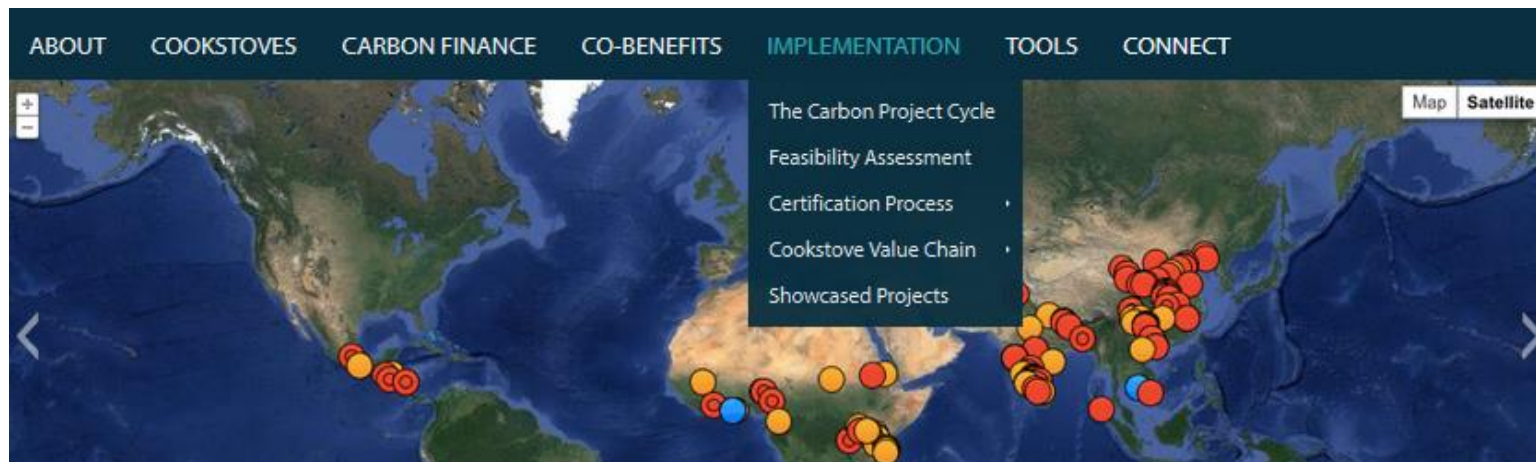 ABOUT COOKSTOVES CARBON FINANCE CO-BENEFITS IMPLEMENTATION TOOLS CONNECT
+
-
Map Satellite
The Carbon Project Cycle
Feasibility Assessment
Certification Process
Cookstove Value Chain
Showcased Projects